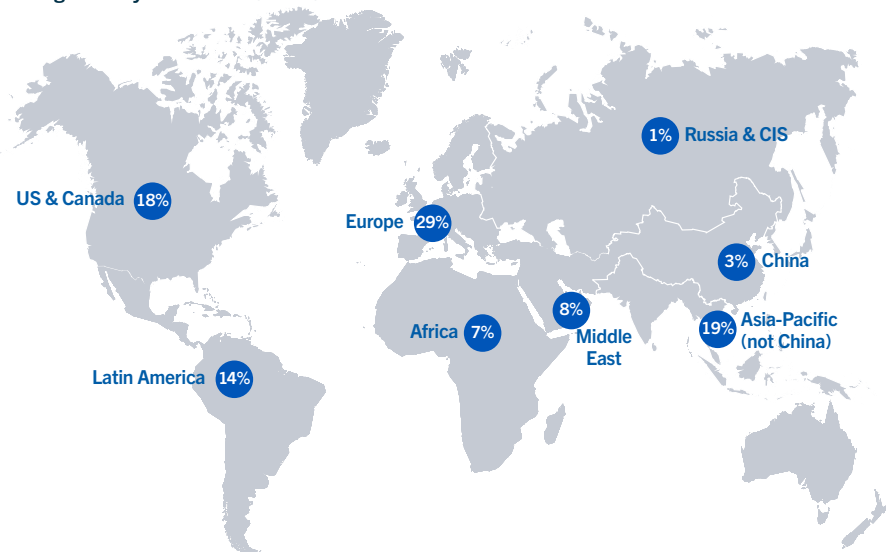 1%
Russia & CIS
US & Canada
18%
Europe
29%
3%
China
Africa
7%
8%
Middle
East
19%
Asia-Pacific
(not China)
Latin America
14%